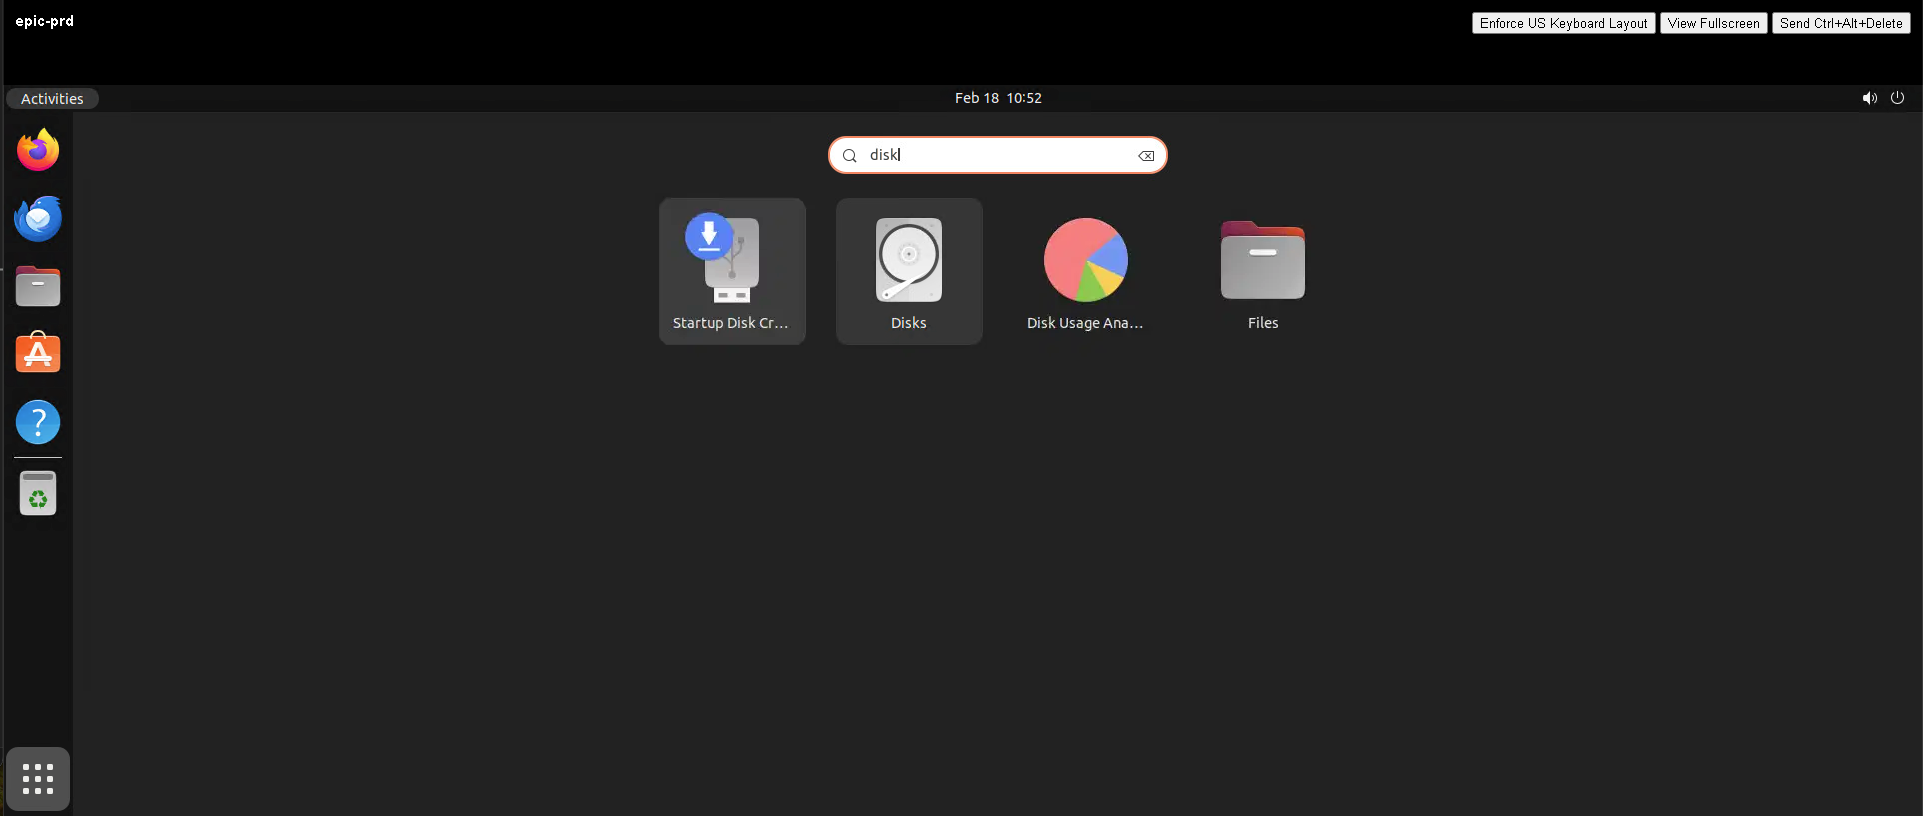 epic-prd
Enforce US Keyboard Layout View Fullscreen Send Ctrl+Alt+Delete
Activities
Feb 18 10:52
disk
Startup Disk Cr...
Disks
Disk Usage Ana...
Files